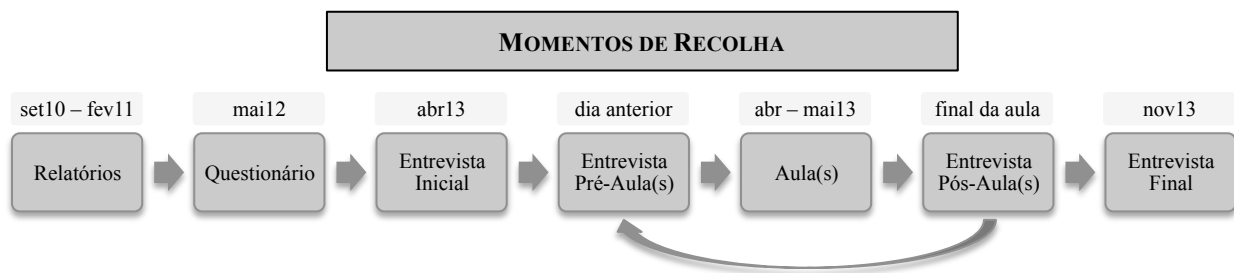 MOMENTOS DE RECOLHA
set10 – fev11
mai12
abr13
dia anterior
abr – mai13
final da aula
nov13
Relatórios
Questionário
Entrevista
Inicial
Entrevista
Pré-Aula(s)
Aula(s)
Entrevista
Pós-Aula(s)
Entrevista
Final